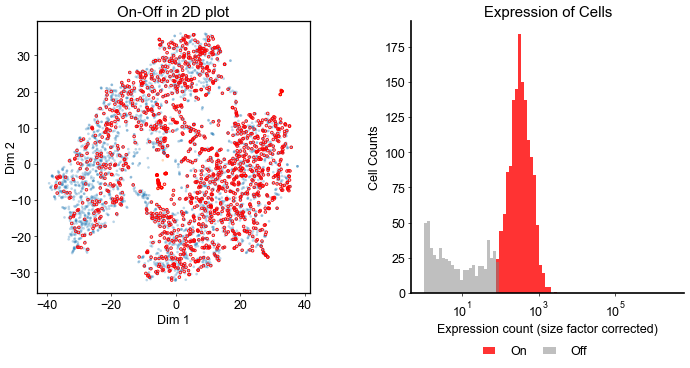 On-Off in 2D plot
Dim 2
30
20
10
0
−10
−20
−30
−40
−20
0
20
40
Dim 1
Expression of Cells
Cell Counts
175
150
125
100
75
50
25
0
10^1
10^3
10^5
Expression count (size factor corrected)
On
Off